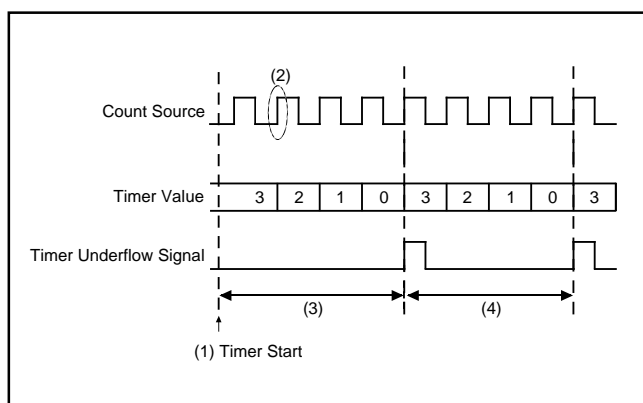 (2)
Count Source
Timer Value 3 2 1 0 3 2 1 0 3
Timer Underflow Signal
(3) (4)
(1) Timer Start